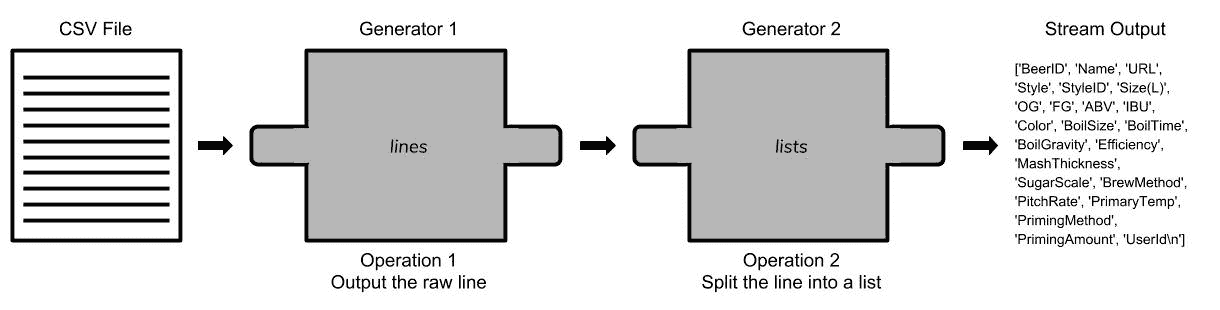 CSV File
Generator 1
Generator 2
Stream Output
lines
lists
['BeerID', 'Name', 'URL',
'Style', 'StyleID', 'Size(L)',
'OG', 'FG', 'ABV', 'IBU',
'Color', 'BoilSize', 'BoilTime',
'BoilGravity', 'Efficiency',
'MashThickness',
'SugarScale', 'BrewMethod',
'PitchRate', 'PrimaryTemp',
'PrimingMethod',
'PrimingAmount', 'UserId\n']
Operation 1
Output the raw line
Operation 2
Split the line into a list